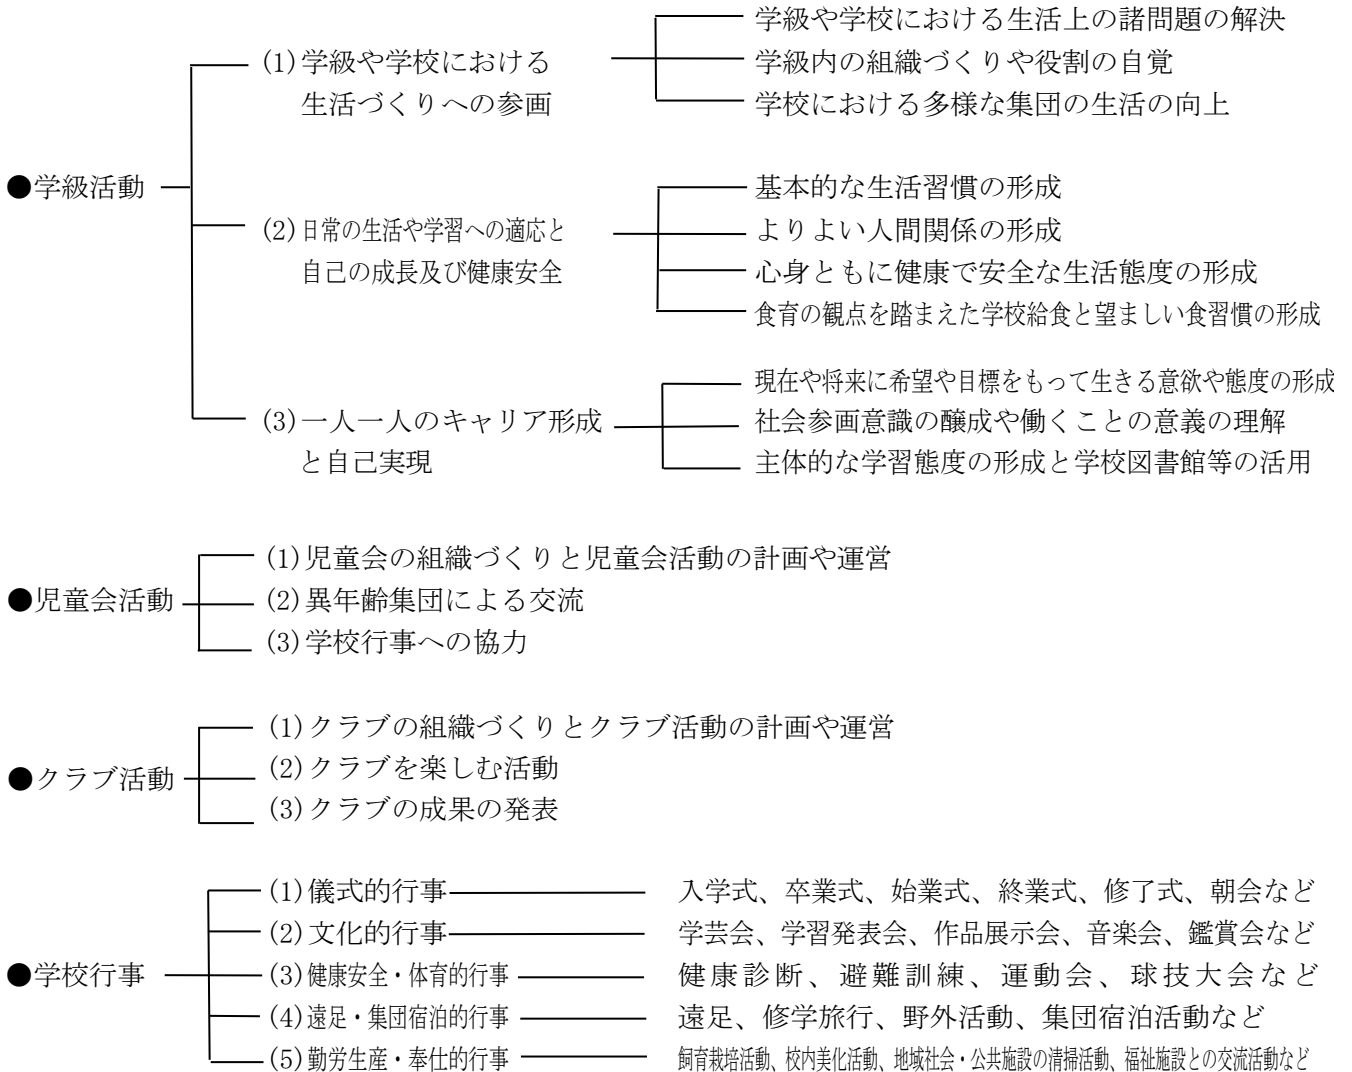 学級や学校における生活上の諸問題の解決
(1)学級や学校における
学級内の組織づくりや役割の自覚
生活づくりへの参画
学校における多様な集団の生活の向上
●学級活動
基本的な生活習慣の形成
(2)日常の生活や学習への適応と
よりよい人間関係の形成
自己の成長及び健康安全
心身ともに健康で安全な生活態度の形成
食育の観点を踏まえた学校給食と望ましい食習慣の形成
現在や将来に希望や目標をもって生きる意欲や態度の形成
(3)一人一人のキャリア形成
社会参画意識の醸成や働くことの意義の理解
と自己実現
主体的な学習態度の形成と学校図書館等の活用
(1)児童会の組織づくりと児童会活動の計画や運営
●児童会活動
(2)異年齢集団による交流
(3)学校行事への協力
(1)クラブの組織づくりとクラブ活動の計画や運営
●クラブ活動
(2)クラブを楽しむ活動
(3)クラブの成果の発表
(1)儀式的行事 入学式、卒業式、始業式、終業式、修了式、朝会など
(2)文化的行事 学芸会、学習発表会、作品展示会、音楽会、鑑賞会など
●学校行事
(3)健康安全・体育的行事 健康診断、避難訓練、運動会、球技大会など
(4)遠足・集団宿泊的行事 遠足、修学旅行、野外活動、集団宿泊活動など
(5)勤労生産・奉仕的行事 飼育栽培活動、校内美化活動、地域社会・公共施設の清掃活動、福祉施設との交流活動など